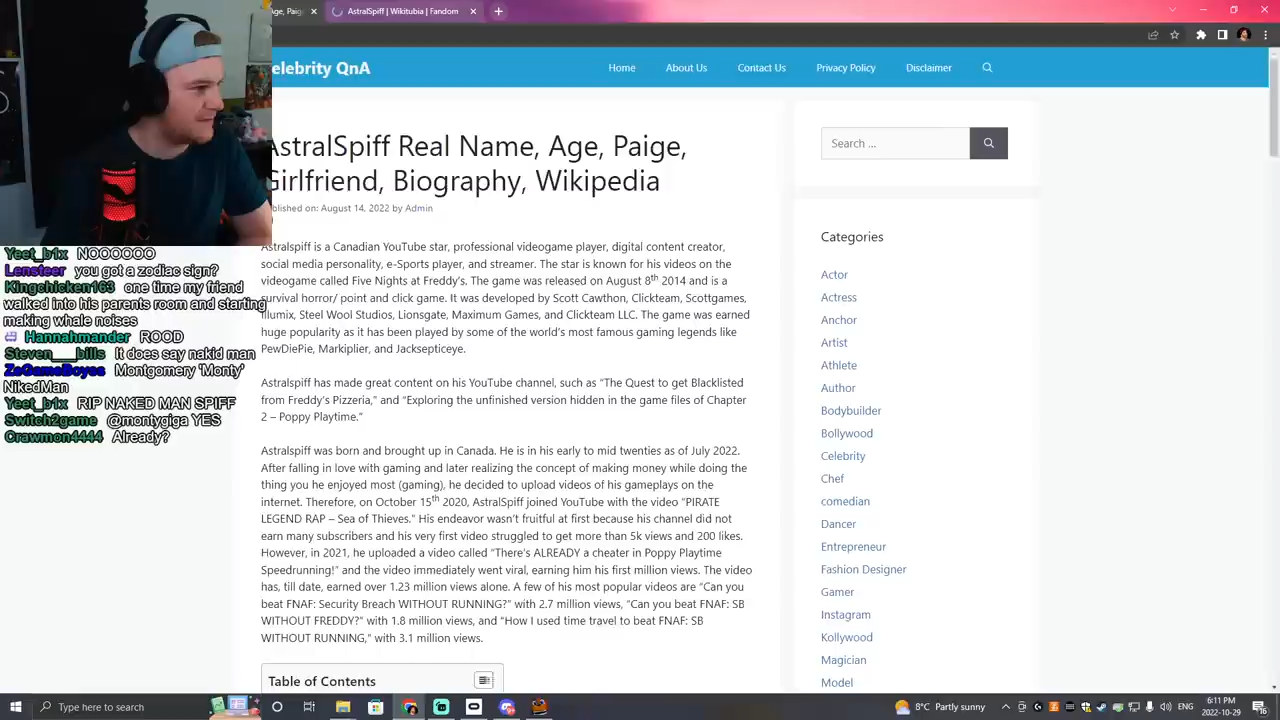 Age, Pai
AstralSpiff | Wikitubia | Fandom
elebrity QnA
Home
About Us
Contact Us
Privacy Policy
Disclaimer
AstralSpiff Real Name, Age, Paige,
Girlfriend, Biography, Wikipedia
blished on: August 14, 2022 by Admin
Astralspiff is a Canadian YouTube star, professional videogame player, digital content creator,
social media personality, e-Sports player, and streamer. The star is known for his videos on the
videogame called Five Nights at Freddy's. The game was released on August 8th 2014 and is a
survival horror/ point and click game. It was developed by Scott Cawthon, Clickteam, Scottgames,
Illumix, Steel Wool Studios, Lionsgate, Maximum Games, and Clickteam LLC. The game was earned
huge popularity as it has been played by some of the world's most famous gaming legends like
PewDiePie, Markiplier, and Jacksepticeye.
Astralspiff has made great content on his YouTube channel, such as “The Quest to get Blacklisted
from Freddy's Pizzeria,” and “Exploring the unfinished version hidden in the game files of Chapter
2 – Poppy Playtime.”
Astralspiff was born and brought up in Canada. He is in his early to mid twenties as of July 2022.
After falling in love with gaming and later realizing the concept of making money while doing the
thing you he enjoyed most (gaming), he decided to upload videos of his gameplays on the
internet. Therefore, on October 15th 2020, AstralSpiff joined YouTube with the video “PIRATE
LEGEND RAP – Sea of Thieves.” His endeavor wasn't fruitful at first because his channel did not
earn many subscribers and his very first video struggled to get more than 5k views and 200 likes.
However, in 2021, he uploaded a video called “There's ALREADY a cheater in Poppy Playtime
Speedrunning!” and the video immediately went viral, earning him his first million views. The video
has, till date, earned over 1.23 million views alone. A few of his most popular videos are “Can you
beat FNAF: Security Breach WITHOUT RUNNING?” with 2.7 million views, “Can you beat FNAF: SB
WITHOUT FREDDY?” with 1.8 million views, and “How I used time travel to beat FNAF: SB
WITHOUT RUNNING,” with 3.1 million views.
Table of Contents
Search ...
Categories
Actor
Actress
Anchor
Artist
Athlete
Author
Bodybuilder
Bollywood
Celebrity
Chef
comedian
Dancer
Entrepreneur
Fashion Designer
Gamer
Instagram
Kollywood
Magician
Model
Yeet_b1x NOOOOOO
Lensfeer you got a zodiac sign?
Kingchicken163 one time my friend
walked into his parents room and starting
making whale noises
Hannahmander ROOD
Steven___bills It does say nakid man
ZeGameBoyes Montgomery 'Monty'
NikedMan
Yeet_b1x RIP NAKED MAN SPIFF
Switch2game @montygiga YES
Crawmon4444 Already?
Type here to search
8°C Partly sunny
ENG
6:11 PM
2022-10-29
16